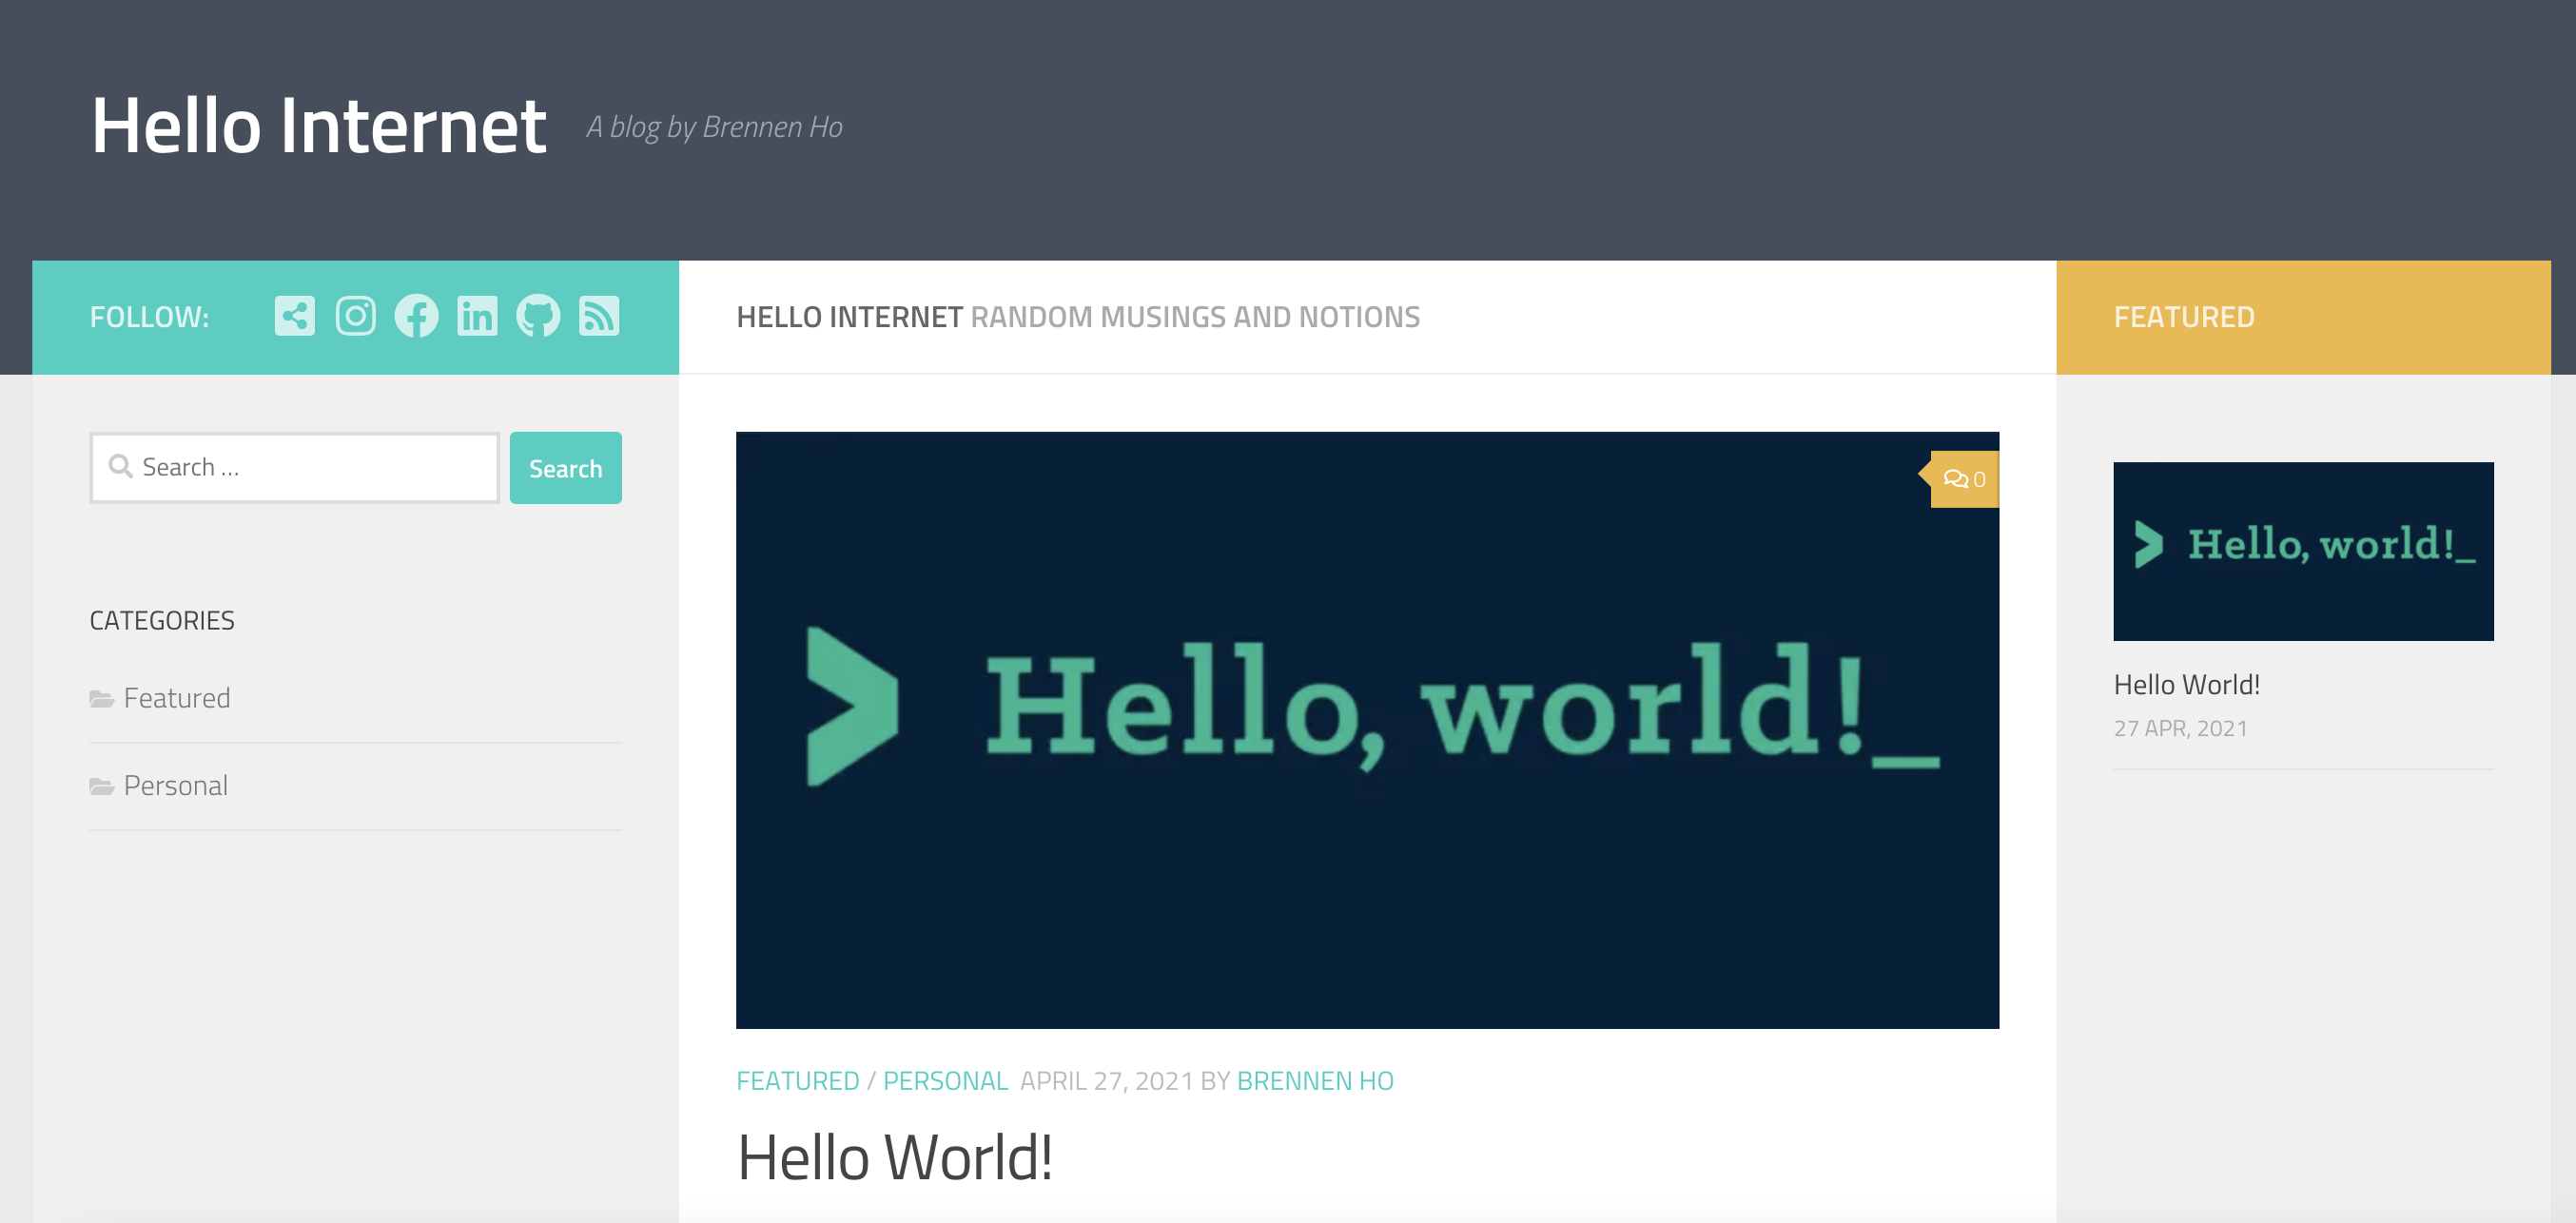 Hello Internet A blog by Brennen Ho
FOLLOW:
HELLO INTERNET RANDOM MUSINGS AND NOTIONS
FEATURED
Search ...
Search
CATEGORIES
Featured
Personal
0
> Hello, world!_
FEATURED / PERSONAL APRIL 27, 2021 BY BRENNEN HO
Hello World!
> Hello, world!_
Hello World!
27 APR, 2021